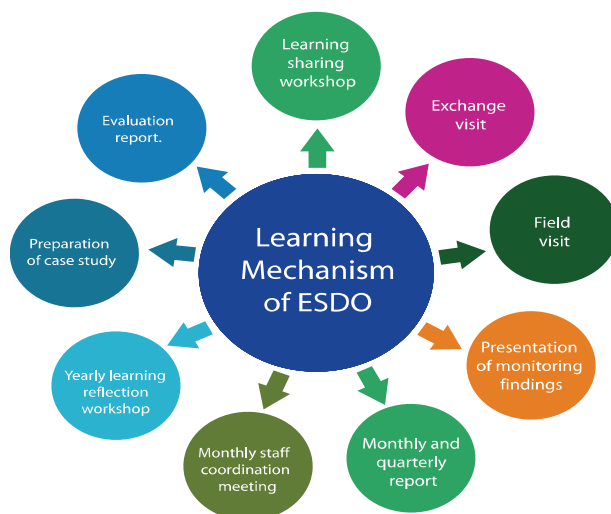 Learning
sharing
workshop
Exchange
visit
Field
visit
Presentation
of monitoring
findings
Monthly and
quarterly
report
Monthly staff
coordination
meeting
Yearly learning
reflection
workshop
Preparation
of case study
Evaluation
report.
Learning
Mechanism
of ESDO